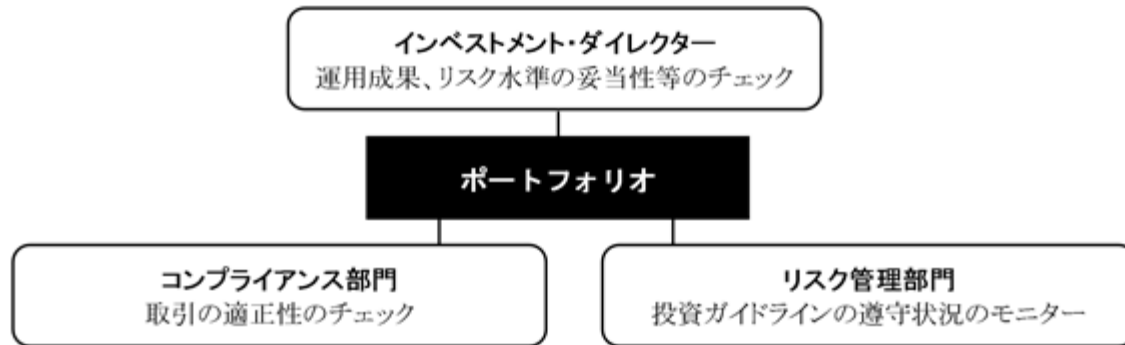 インベストメント・ダイレクター
運用成果、リスク水準の妥当性等のチェック
ポートフォリオ
コンプライアンス部門
取引の適正性のチェック
リスク管理部門
投資ガイドラインの遵守状況のモニター